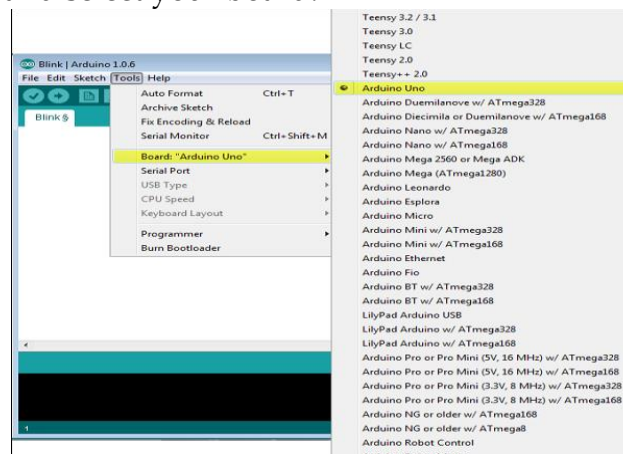 Blink | Arduino 1.0.6
File Edit Sketch Tools Help
Blink §
Auto Format Ctrl+T
Archive Sketch
Fix Encoding & Reload
Serial Monitor Ctrl+Shift+M
Board: "Arduino Uno"
Serial Port
USB Type
CPU Speed
Keyboard Layout
Programmer
Burn Bootloader
1
Teensy 3.2 / 3.1
Teensy 3.0
Teensy LC
Teensy 2.0
Teensy++ 2.0
Arduino Uno
Arduino Duemilanove w/ ATmega328
Arduino Diecimila or Duemilanove w/ ATmega168
Arduino Nano w/ ATmega328
Arduino Nano w/ ATmega168
Arduino Mega 2560 or Mega ADK
Arduino Mega (ATmega1280)
Arduino Leonardo
Arduino Esplora
Arduino Micro
Arduino Mini w/ ATmega328
Arduino Mini w/ ATmega168
Arduino Ethernet
Arduino Fio
Arduino BT w/ ATmega328
Arduino BT w/ ATmega168
LilyPad Arduino USB
LilyPad Arduino w/ ATmega328
LilyPad Arduino w/ ATmega168
Arduino Pro or Pro Mini (5V, 16 MHz) w/ ATmega328
Arduino Pro or Pro Mini (5V, 16 MHz) w/ ATmega168
Arduino Pro or Pro Mini (3.3V, 8 MHz) w/ ATmega328
Arduino Pro or Pro Mini (3.3V, 8 MHz) w/ ATmega168
Arduino NG or older w/ ATmega168
Arduino NG or older w/ ATmega8
Arduino Robot Control